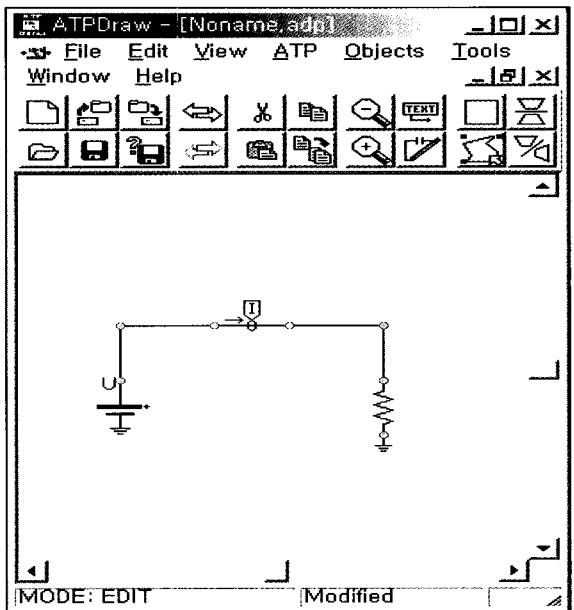 ATPDraw - [Noname.adp]
File Edit View ATP Objects Tools
Window Help
TEXT
I
U
+
MODE: EDIT Modified